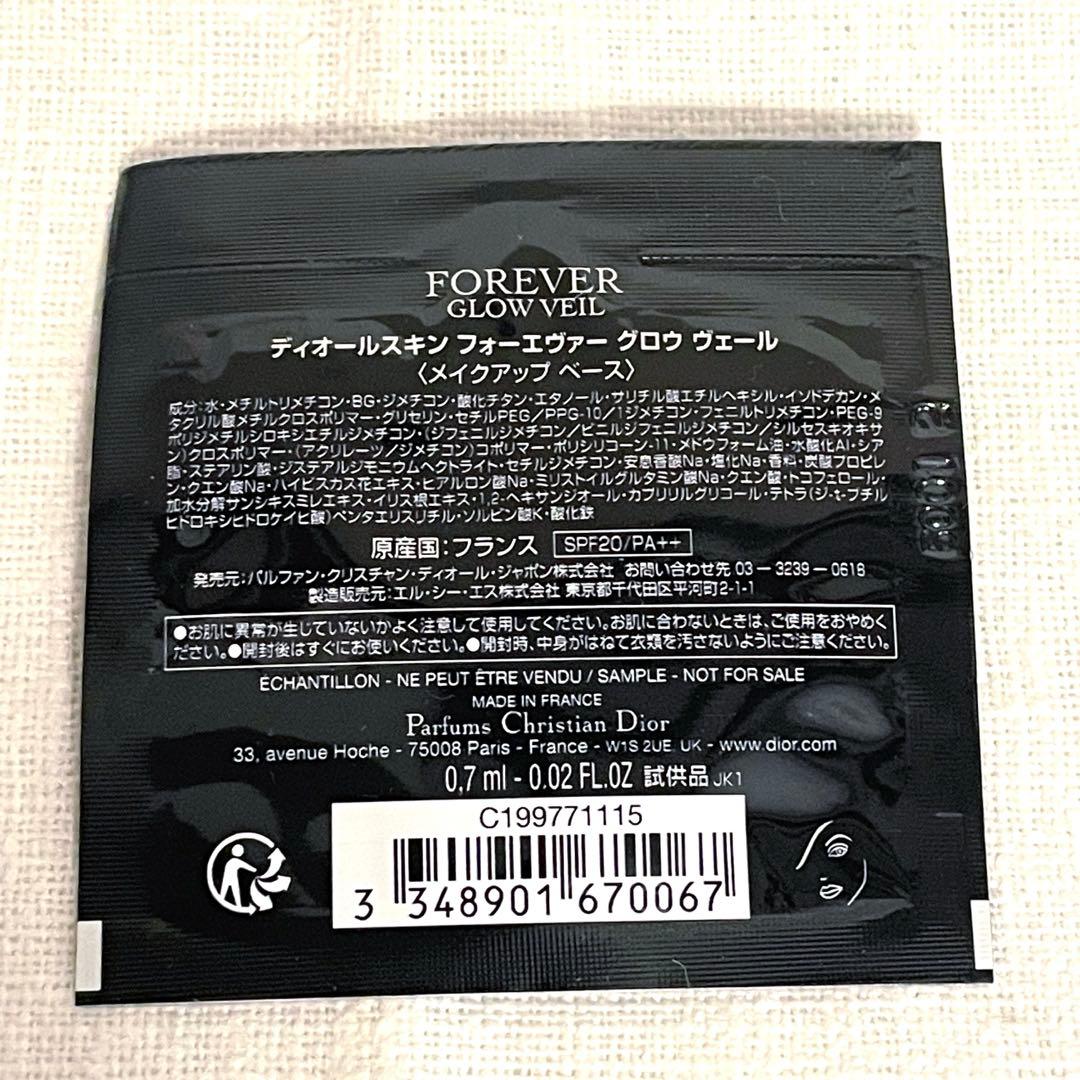 FOREVER
GLOW VEIL
ディオールスキン フォーエヴァー グロウ ヴェール
〈メイクアップ ベース〉
成分:水・メチルトリメチコン・BG・ジメチコン・酸化チタン・エタノール・サリチル酸エチルヘキシル・イソドデカン・メ
タクリル酸メチルクロスポリマー・グリセリン・セチルPEG/PPG-10/1ジメチコン・フェニルトリメチコン・PEG-9
ポリジメチルシロキシエチルジメチコン・(ジフェニルジメチコン/ビニルジフェニルジメチコン/シルセスキオキサ
ン)クロスポリマー・(アクリレーツ/ジメチコン)コポリマー・ポリシリコーン-11・メドウフォーム油・水酸化Al・シア
脂・ステアリン酸・ジステアルジモニウムヘクトライト・セチルジメチコン・安息香酸Na・塩化Na・香料・炭酸プロピレ
ン・クエン酸Na・ハイビスカス花エキス・ヒアルロン酸Na・ミリストイルグルタミン酸Na・クエン酸・トコフェロール・
加水分解サンシキスミレエキス・イリス根エキス・1,2-ヘキサンジオール・カプリリルグリコール・テトラ(ジ-t-ブチル
ヒドロキシヒドロケイヒ酸)ペンタエリスリチル・ソルビン酸K・酸化鉄
原産国:フランス SPF20/PA++
発売元:パルファン・クリスチャン・ディオール・ジャポン株式会社 お問い合わせ先 03-3239-0618
製造販売元:エル・シー・エス株式会社 東京都千代田区平河町2-1-1
●お肌に異常が生じていないかよく注意して使用してください。お肌に合わないときは、ご使用をおやめく
ださい。●開封後はすぐにお使いください。●開封時、中身がはねて衣類を汚さないようにご注意ください。
ÉCHANTILLON - NE PEUT ÊTRE VENDU / SAMPLE - NOT FOR SALE
MADE IN FRANCE
Parfums Christian Dior
33, avenue Hoche - 75008 Paris - France - W1S 2UE UK - www.dior.com
0,7 ml - 0.02 FL.OZ 試供品 JK1
C199771115
3 348901 670067